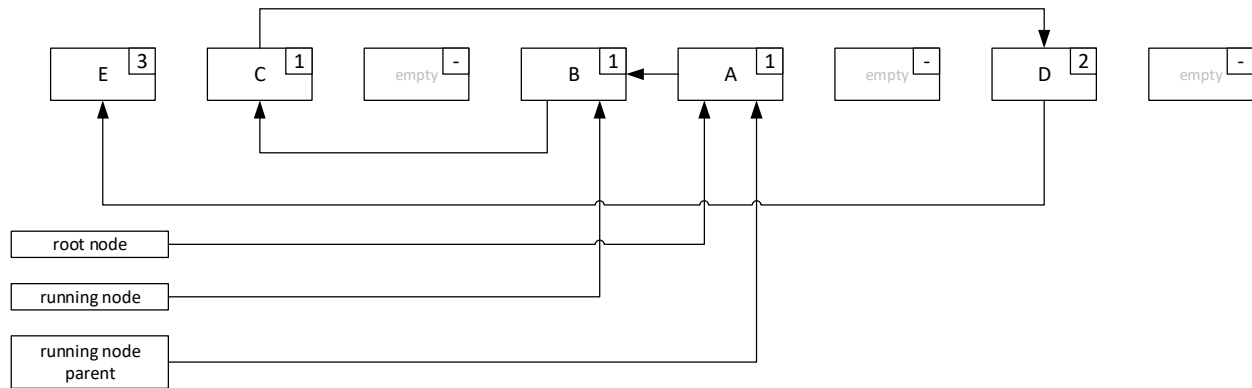 E 3
C 1
empty -
B 1
A 1
empty -
D 2
empty -
root node
running node
running node
parent